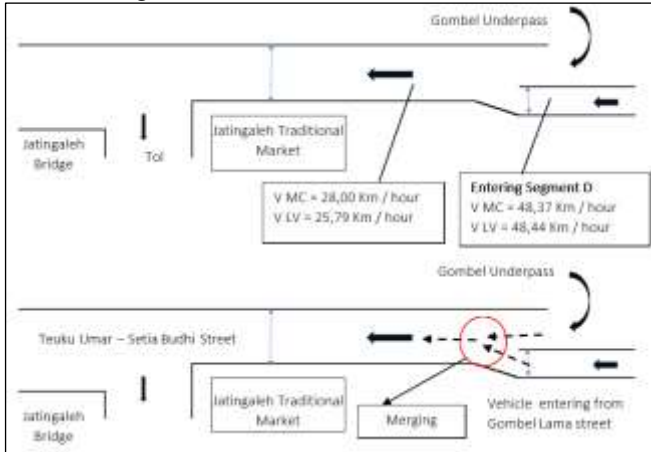 Gombel Underpass
Jatingaleh
Bridge
Tol
Jatingaleh Traditional
Market
V MC = 28,00 Km / hour
V LV = 25,79 Km / hour
Entering Segment D
V MC = 48,37 Km / hour
V LV = 48,44 Km / hour
Gombel Underpass
Teuku Umar – Setia Budhi Street
Jatingaleh
Bridge
Jatingaleh Traditional
Market
Merging
Vehicle entering from
Gombel Lama street